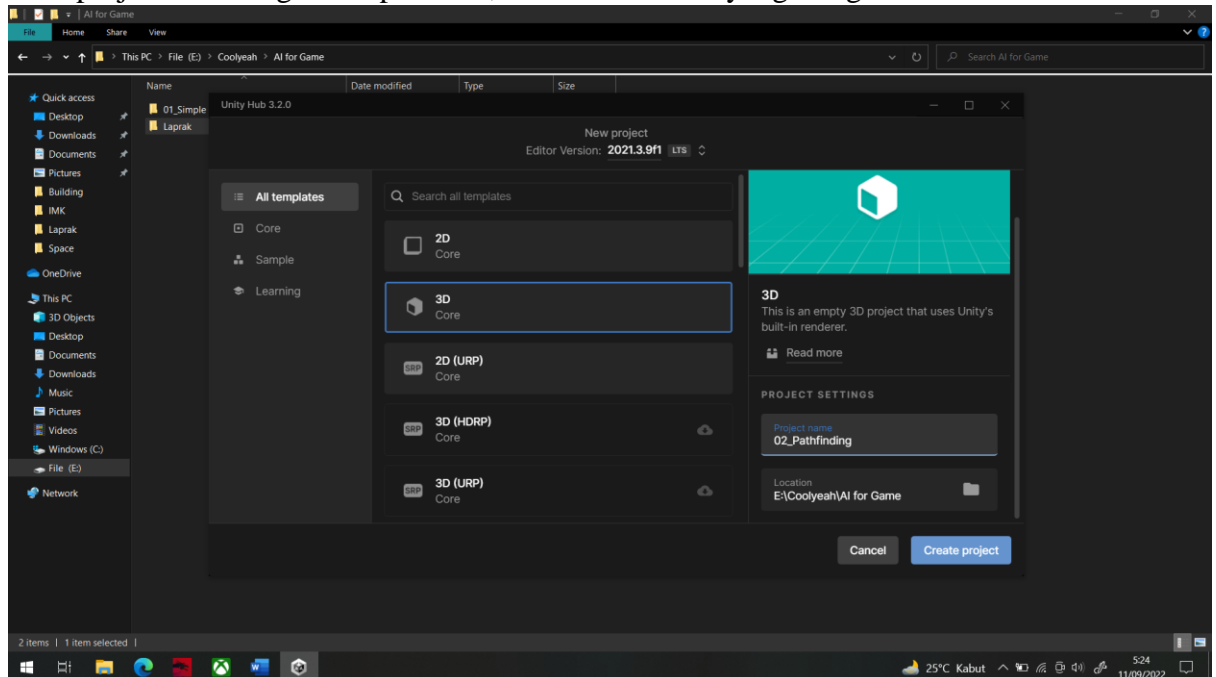 AI for Game
File Home Share View
This PC > File (E:) > Coolyeah > AI for Game
Search AI for Game
Name Date modified Type Size
Quick access
Desktop
Downloads
Documents
Pictures
Building
IMK
Laprak
Space
OneDrive
This PC
3D Objects
Desktop
Documents
Downloads
Music
Pictures
Videos
Windows (C:)
File (E:)
Network
01_Simple
Laprak
Unity Hub 3.2.0
New project
Editor Version: 2021.3.9f1 LTS
All templates
Core
Sample
Learning
Search all templates
2D
Core
3D
Core
SRP 2D (URP)
Core
SRP 3D (HDRP)
Core
SRP 3D (URP)
Core
3D
This is an empty 3D project that uses Unity's
built-in renderer.
Read more
PROJECT SETTINGS
Project name
02_Pathfinding
Location
E:\Coolyeah\AI for Game
Cancel Create project
2 items 1 item selected
25°C Kabut
5:24
11/09/2022